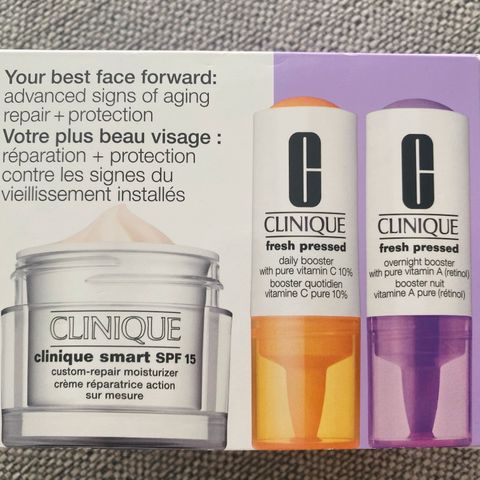 Your best face forward:
advanced signs of aging
repair + protection
Votre plus beau visage :
réparation + protection
contre les signes du
vieillissement installés
CLINIQUE
clinique smart SPF 15
custom-repair moisturizer
crème réparatrice action
sur mesure
C
CLINIQUE
fresh pressed
daily booster
with pure vitamin C 10%
booster quotidien
vitamine C pure 10%
C
CLINIQUE
fresh pressed
overnight booster
with pure vitamin A (retinol)
booster nuit
vitamine A pure (rétinol)